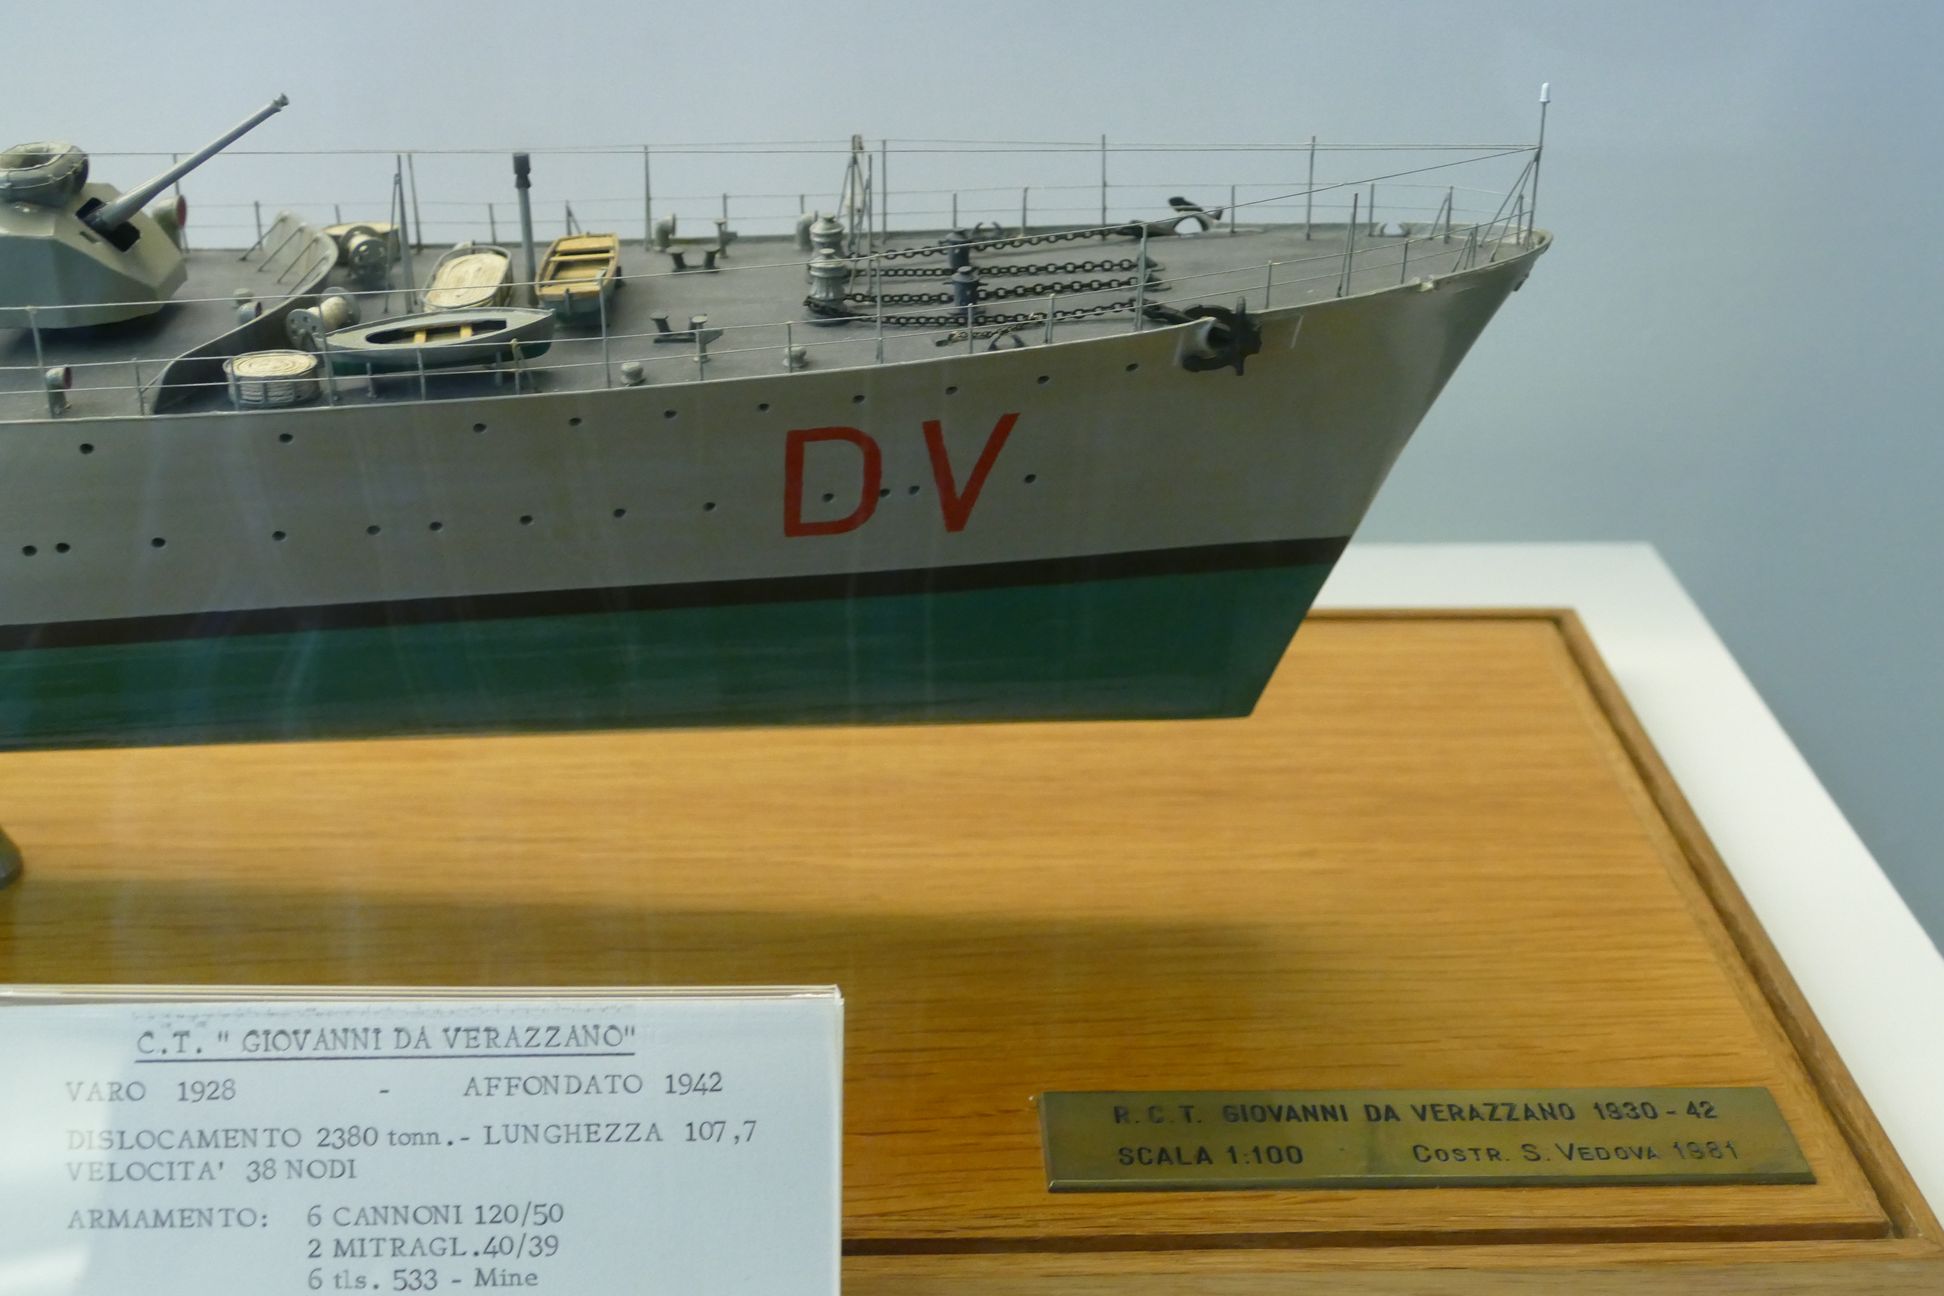 DV
C.T. " GIOVANNI DA VERAZZANO"
VARO 1928 - AFFONDATO 1942
DISLOCAMENTO 2380 tonn.- LUNGHEZZA 107,7
VELOCITA' 38 NODI
ARMAMENTO: 6 CANNONI 120/50
2 MITRAGL.40/39
6 tls. 533 - Mine
R.C.T. GIOVANNI DA VERAZZANO 1930-42
SCALA 1:100 COSTR. S. VEDOVA 1981